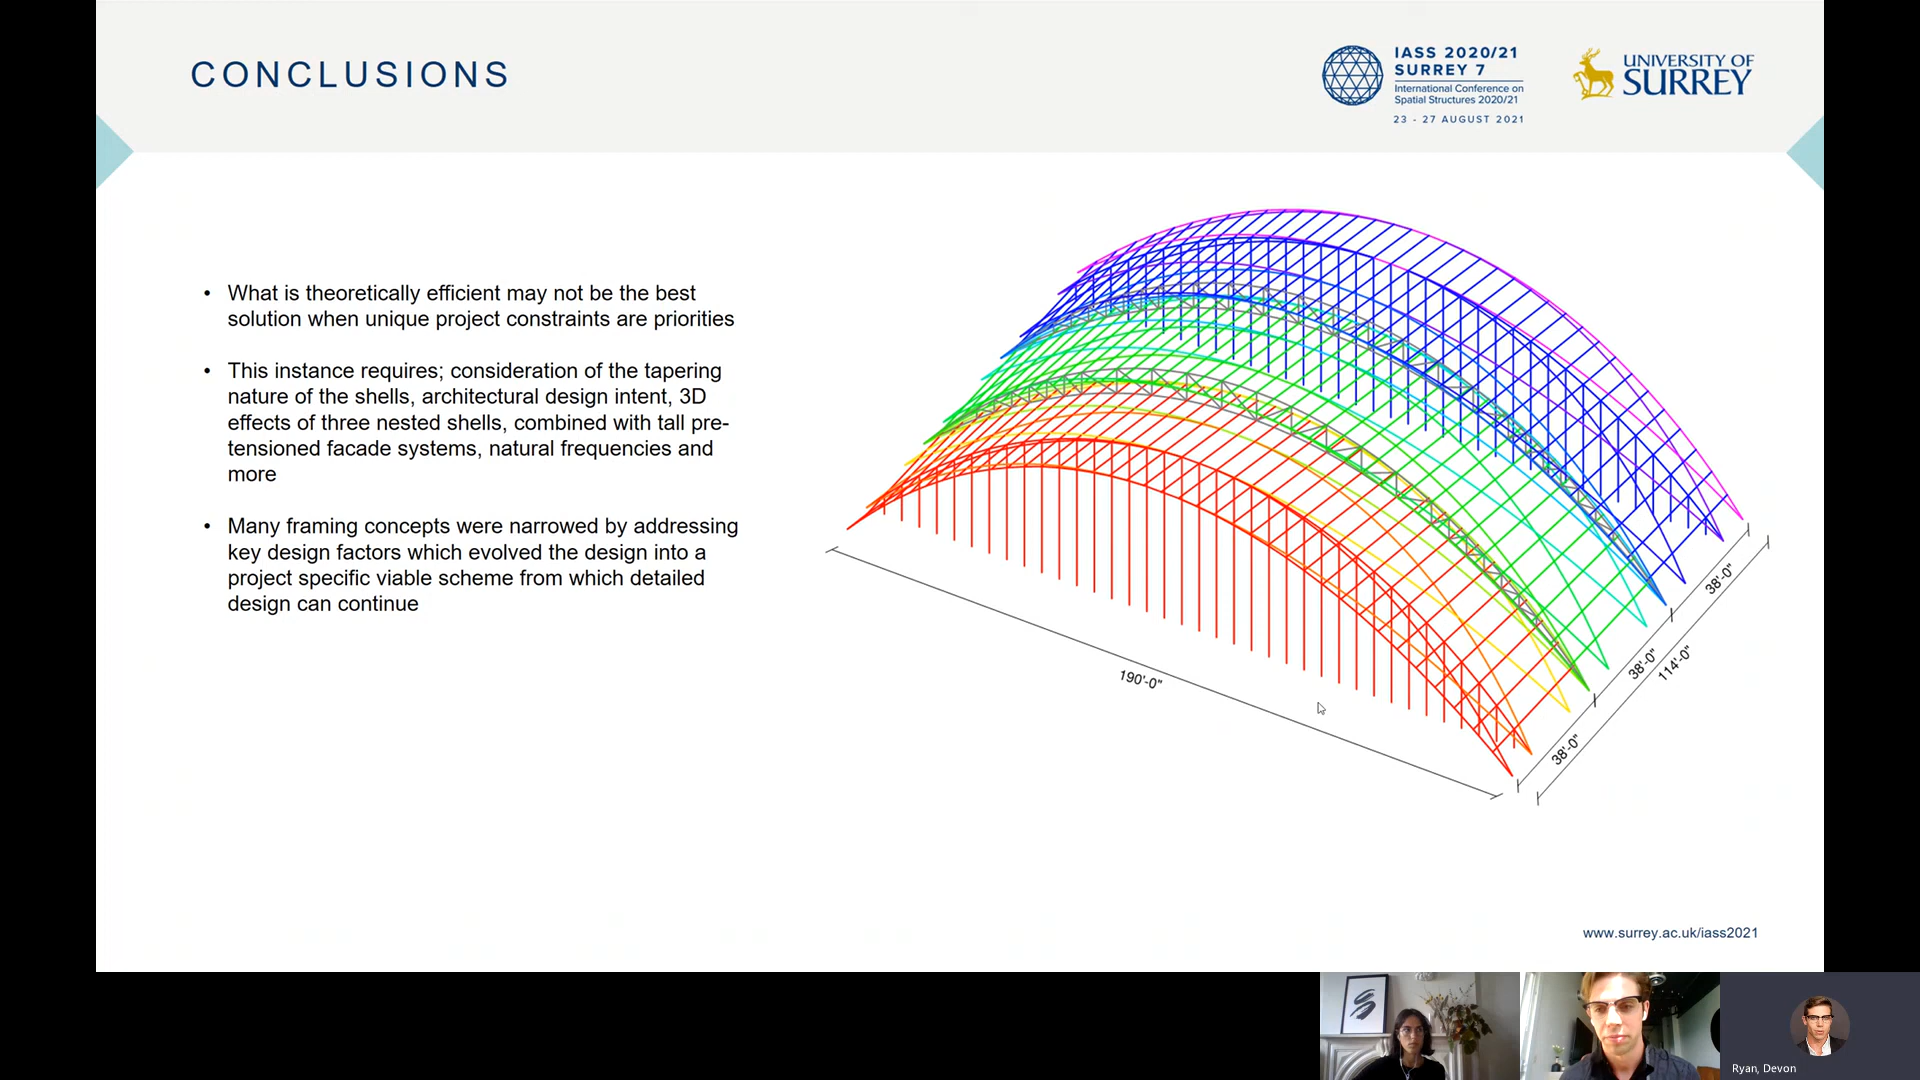 CONCLUSIONS
IASS 2020/21
SURREY 7
International Conference on
Spatial Structures 2020/21
23 - 27 AUGUST 2021
UNIVERSITY OF
SURREY
• What is theoretically efficient may not be the best
solution when unique project constraints are priorities
• This instance requires; consideration of the tapering
nature of the shells, architectural design intent, 3D
effects of three nested shells, combined with tall pre-
tensioned facade systems, natural frequencies and
more
• Many framing concepts were narrowed by addressing
key design factors which evolved the design into a
project specific viable scheme from which detailed
design can continue
190'-0"
38'-0"
38'-0"
38'-0"
114'-0"
www.surrey.ac.uk/iass2021
Ryan, Devon